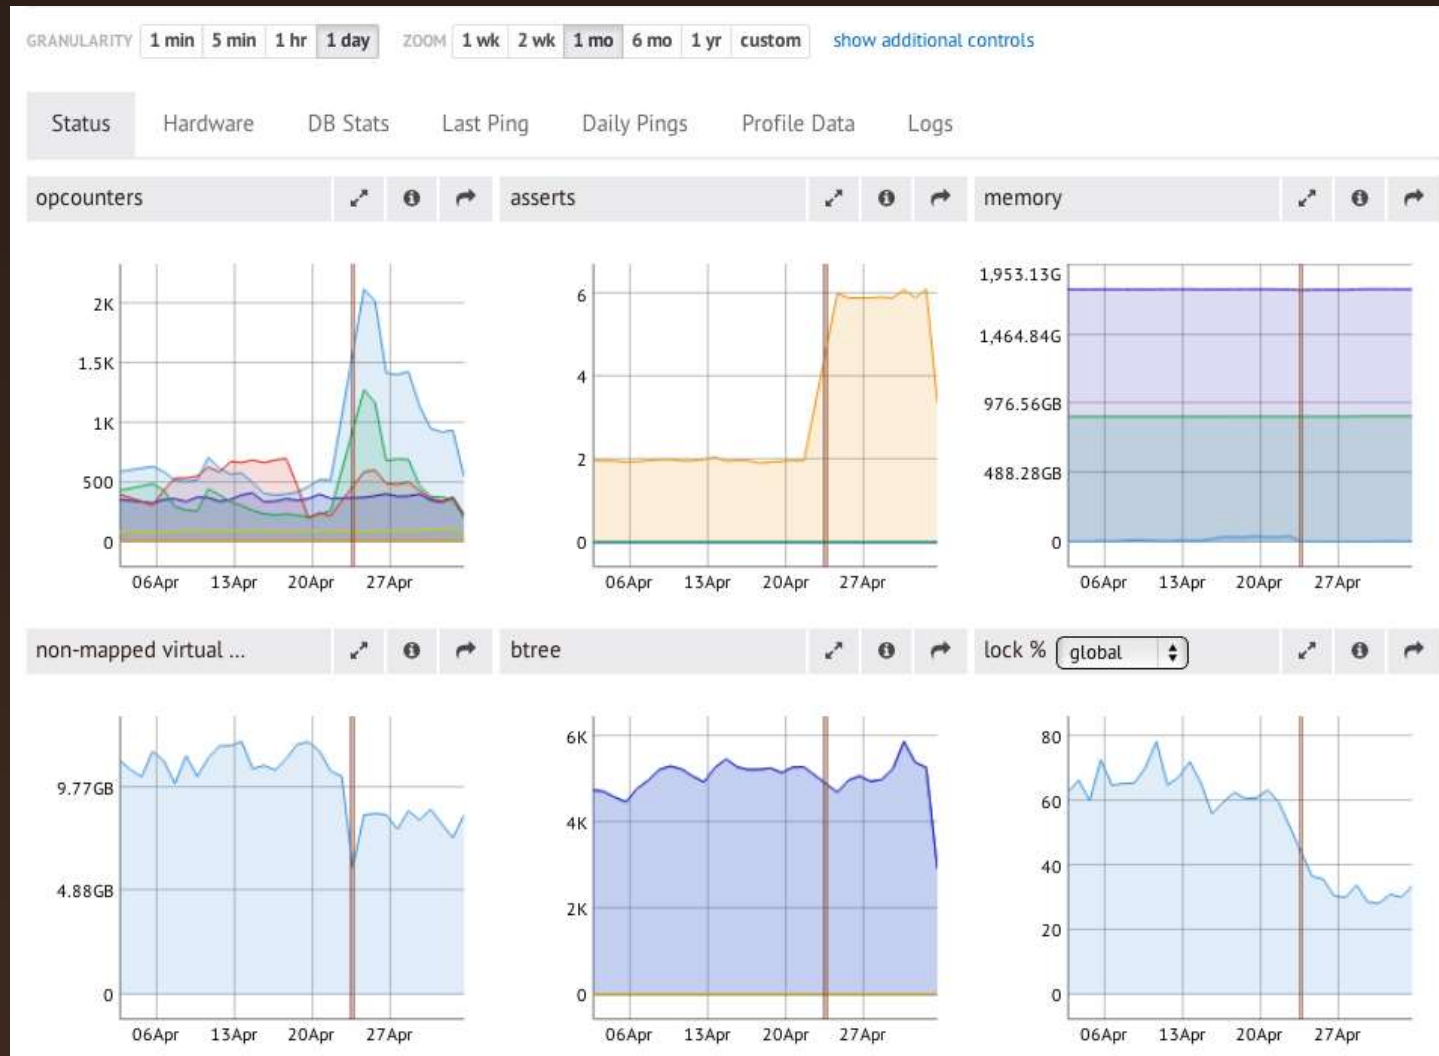 GRANULARITY 1 min 5 min 1 hr 1 day ZOOM 1 wk 2 wk 1 mo 6 mo 1 yr custom show additional controls
Status Hardware DB Stats Last Ping Daily Pings Profile Data Logs
opcounters
2K
1.5K
1K
500
0
06Apr 13Apr 20Apr 27Apr
asserts
6
4
2
0
06Apr 13Apr 20Apr 27Apr
memory
1,953.13G
1,464.84G
976.56GB
488.28GB
0
06Apr 13Apr 20Apr 27Apr
non-mapped virtual ...
9.77GB
4.88GB
0
06Apr 13Apr 20Apr 27Apr
btree
6K
4K
2K
0
06Apr 13Apr 20Apr 27Apr
lock % global
80
60
40
20
0
06Apr 13Apr 20Apr 27Apr